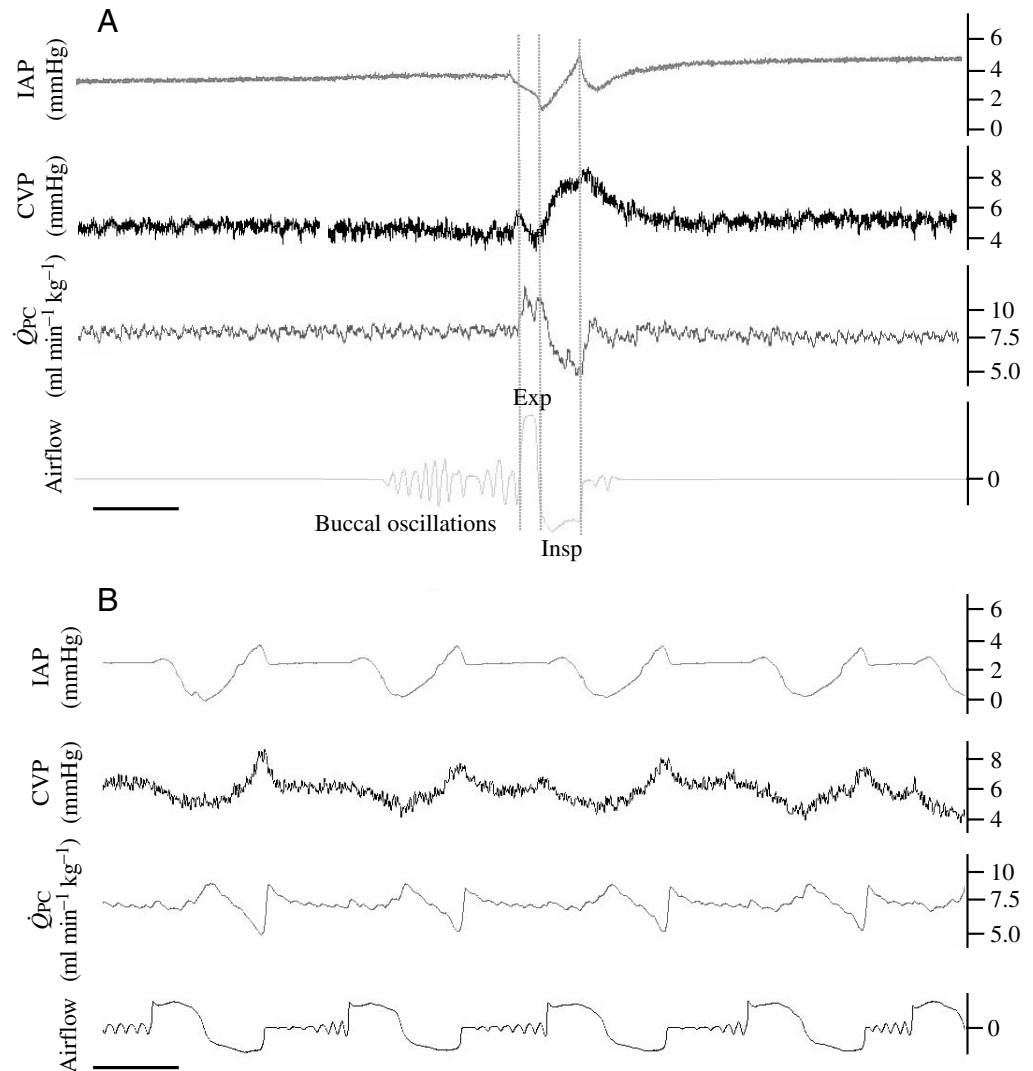 A
IAP
(mmHg)
6
4
2
0
CVP
(mmHg)
8
6
4
Q̇PC
(ml min–1 kg–1)
10
7.5
5.0
Exp
Airflow
0
Buccal oscillations
Insp
B
IAP
(mmHg)
6
4
2
0
CVP
(mmHg)
8
6
4
Q̇PC
(ml min–1 kg–1)
10
7.5
5.0
Airflow
0